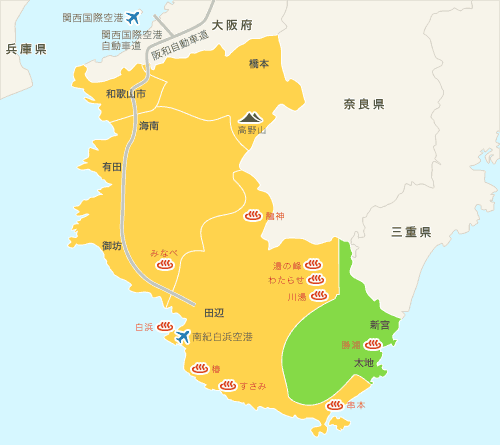 関西国際空港
大阪府
兵庫県
関西国際空港
自動車道
阪和自動車道
橋本
和歌山市
奈良県
海南
高野山
有田
龍神
三重県
御坊
みなべ
湯の峰
わたらせ
川湯
田辺
新宮
白浜
南紀白浜空港
勝浦
太地
椿
すさみ
串本